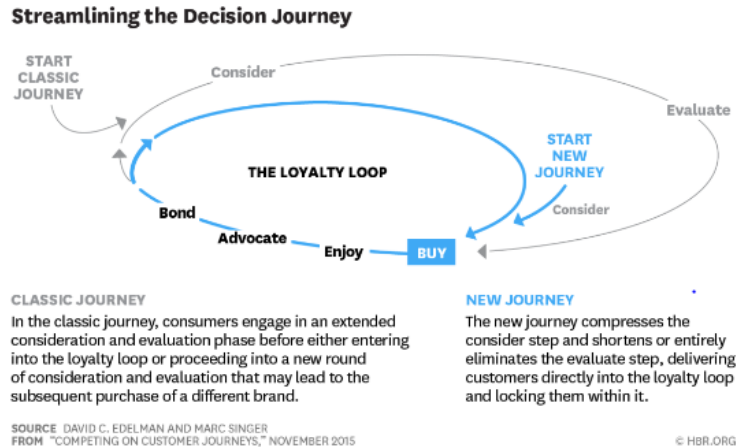 Streamlining the Decision Journey
START
CLASSIC
JOURNEY
Consider
Evaluate
START
NEW
JOURNEY
THE LOYALTY LOOP
Consider
Bond
Advocate
Enjoy
BUY
CLASSIC JOURNEY
In the classic journey, consumers engage in an extended
consideration and evaluation phase before either entering
into the loyalty loop or proceeding into a new round
of consideration and evaluation that may lead to the
subsequent purchase of a different brand.
NEW JOURNEY
The new journey compresses the
consider step and shortens or entirely
eliminates the evaluate step, delivering
customers directly into the loyalty loop
and locking them within it.
SOURCE DAVID C. EDELMAN AND MARC SINGER
FROM "COMPETING ON CUSTOMER JOURNEYS," NOVEMBER 2015
© HBR.ORG